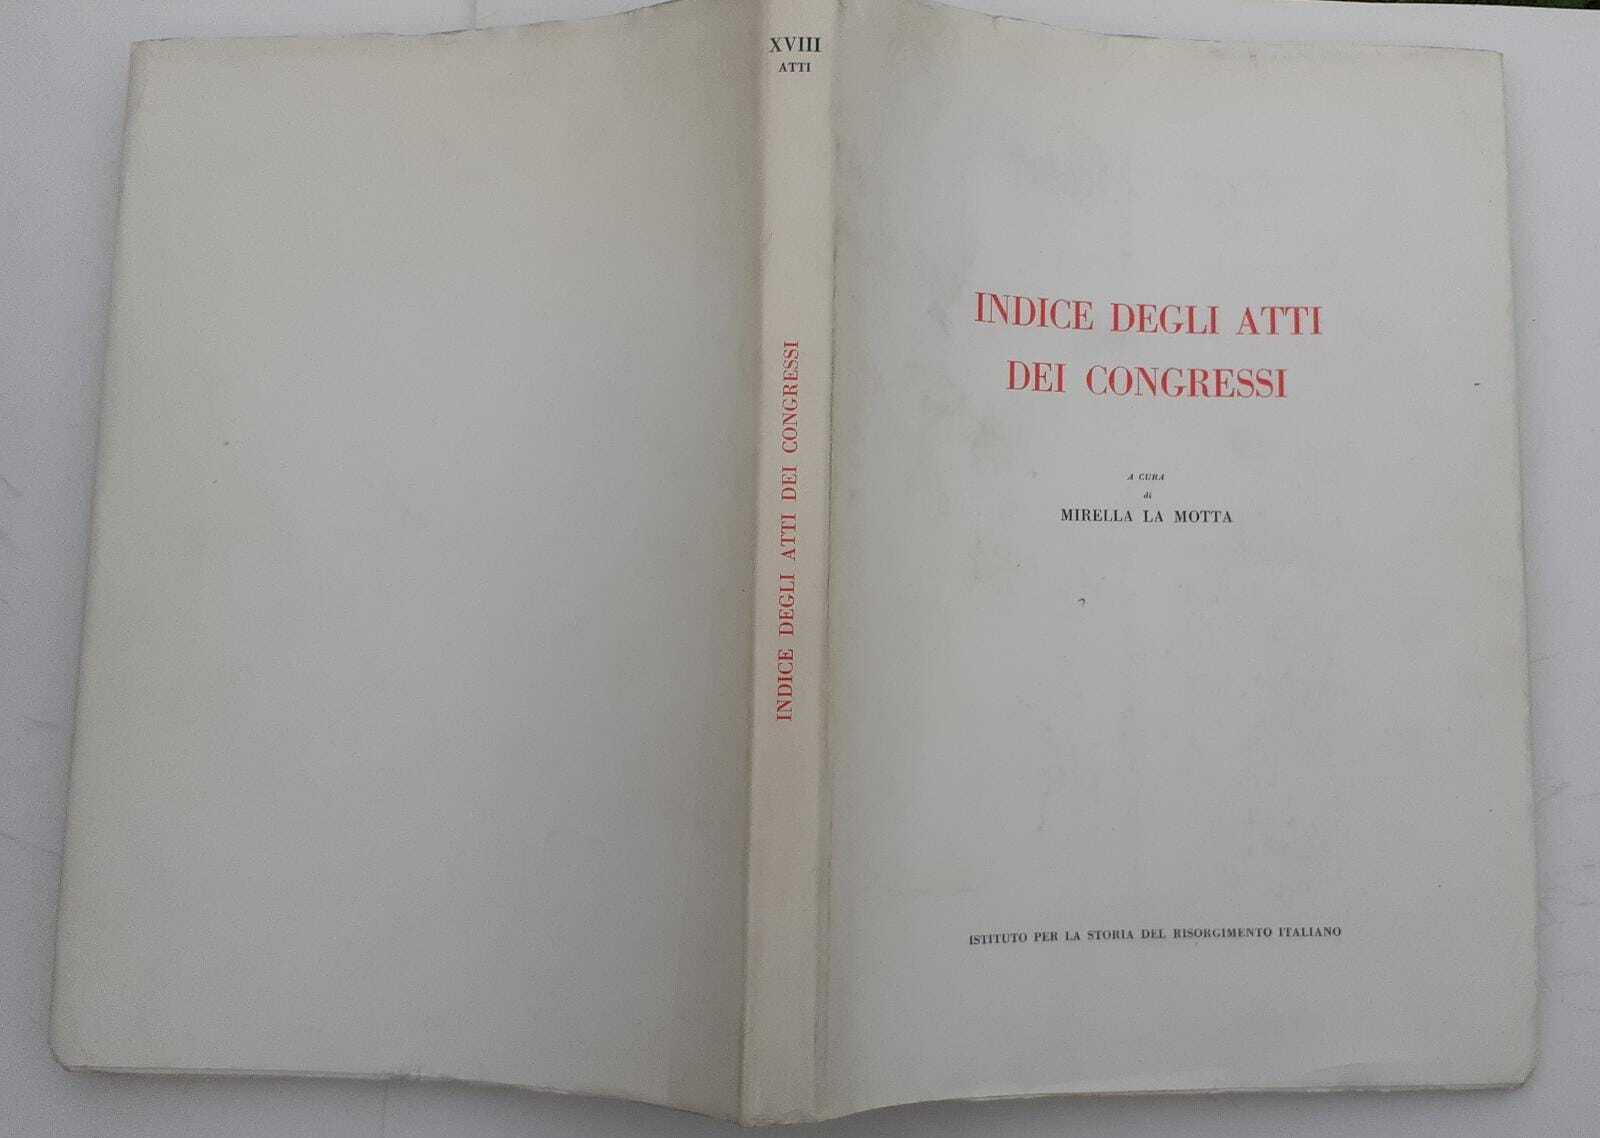 XVIII
ATTI
INDICE DEGLI ATTI DEI CONGRESSI
INDICE DEGLI ATTI
DEI CONGRESSI
A CURA
di
MIRELLA LA MOTTA
ISTITUTO PER LA STORIA DEL RISORGIMENTO ITALIANO